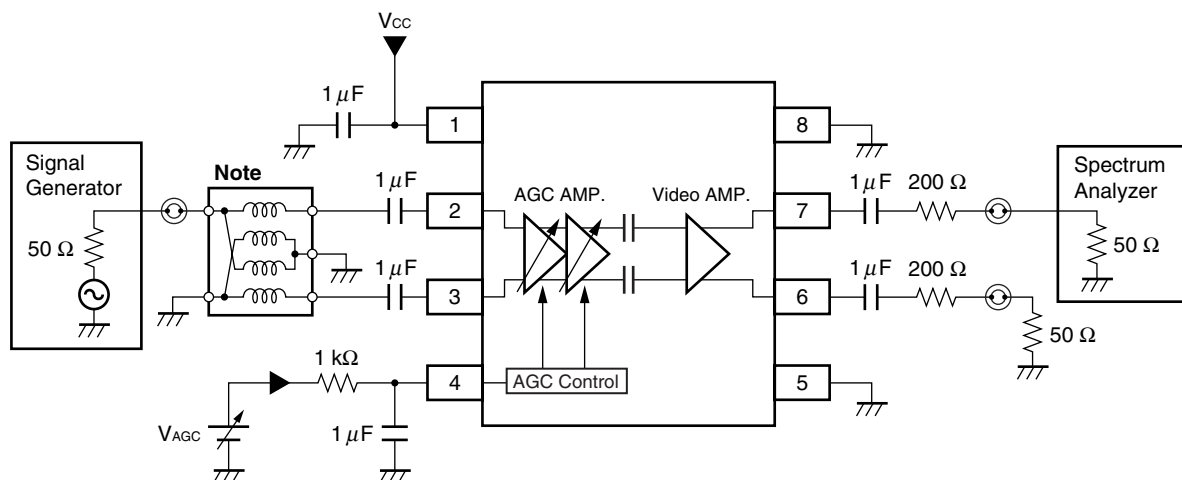 VCC
1 μF
1
8
Signal
Generator
50 Ω
Note
1 μF
2
AGC AMP.
Video AMP.
7
1 μF
200 Ω
Spectrum
Analyzer
50 Ω
1 μF
3
6
1 μF
200 Ω
50 Ω
1 kΩ
4
AGC Control
5
VAGC
1 μF